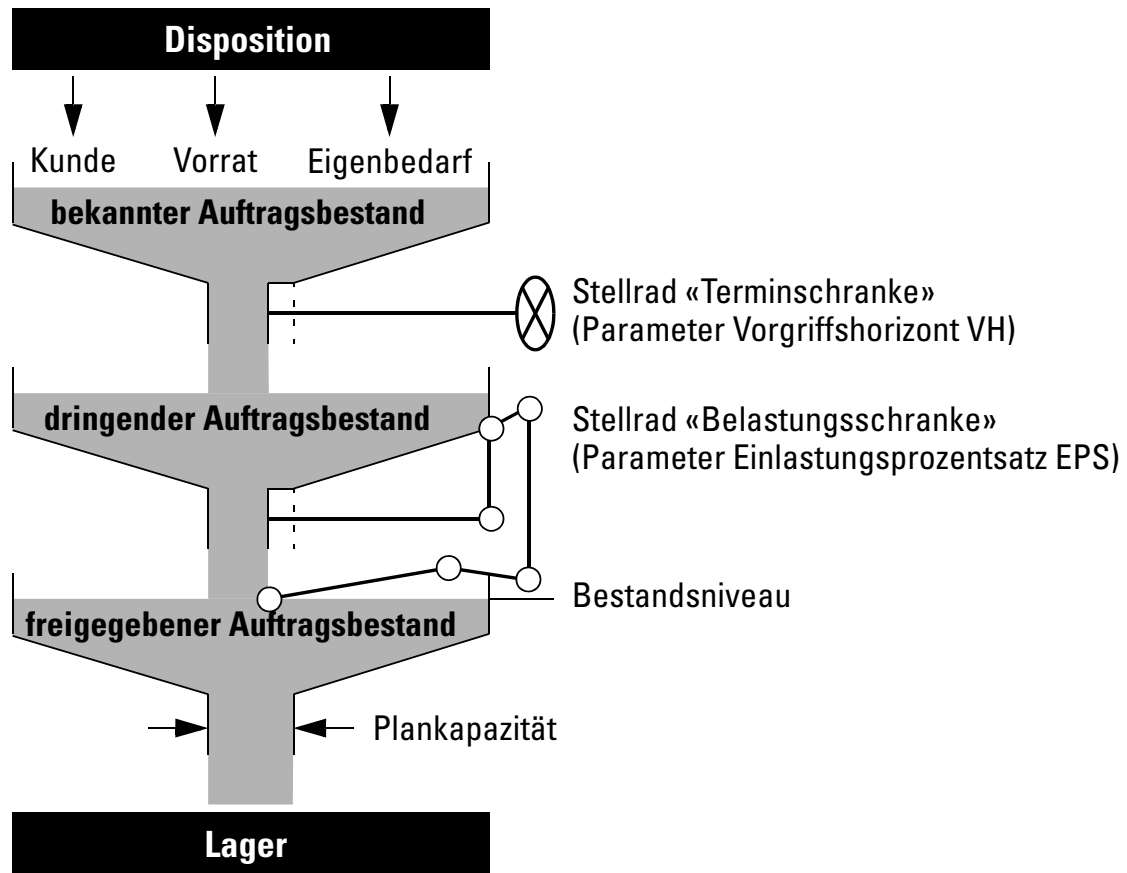 Disposition
Kunde Vorrat Eigenbedarf
bekannter Auftragsbestand
Stellrad «Terminschranke»
(Parameter Vorgriffshorizont VH)
dringender Auftragsbestand
Stellrad «Belastungsschranke»
(Parameter Einlastungsprozentsatz EPS)
Bestandsniveau
freigegebener Auftragsbestand
Plankapazität
Lager